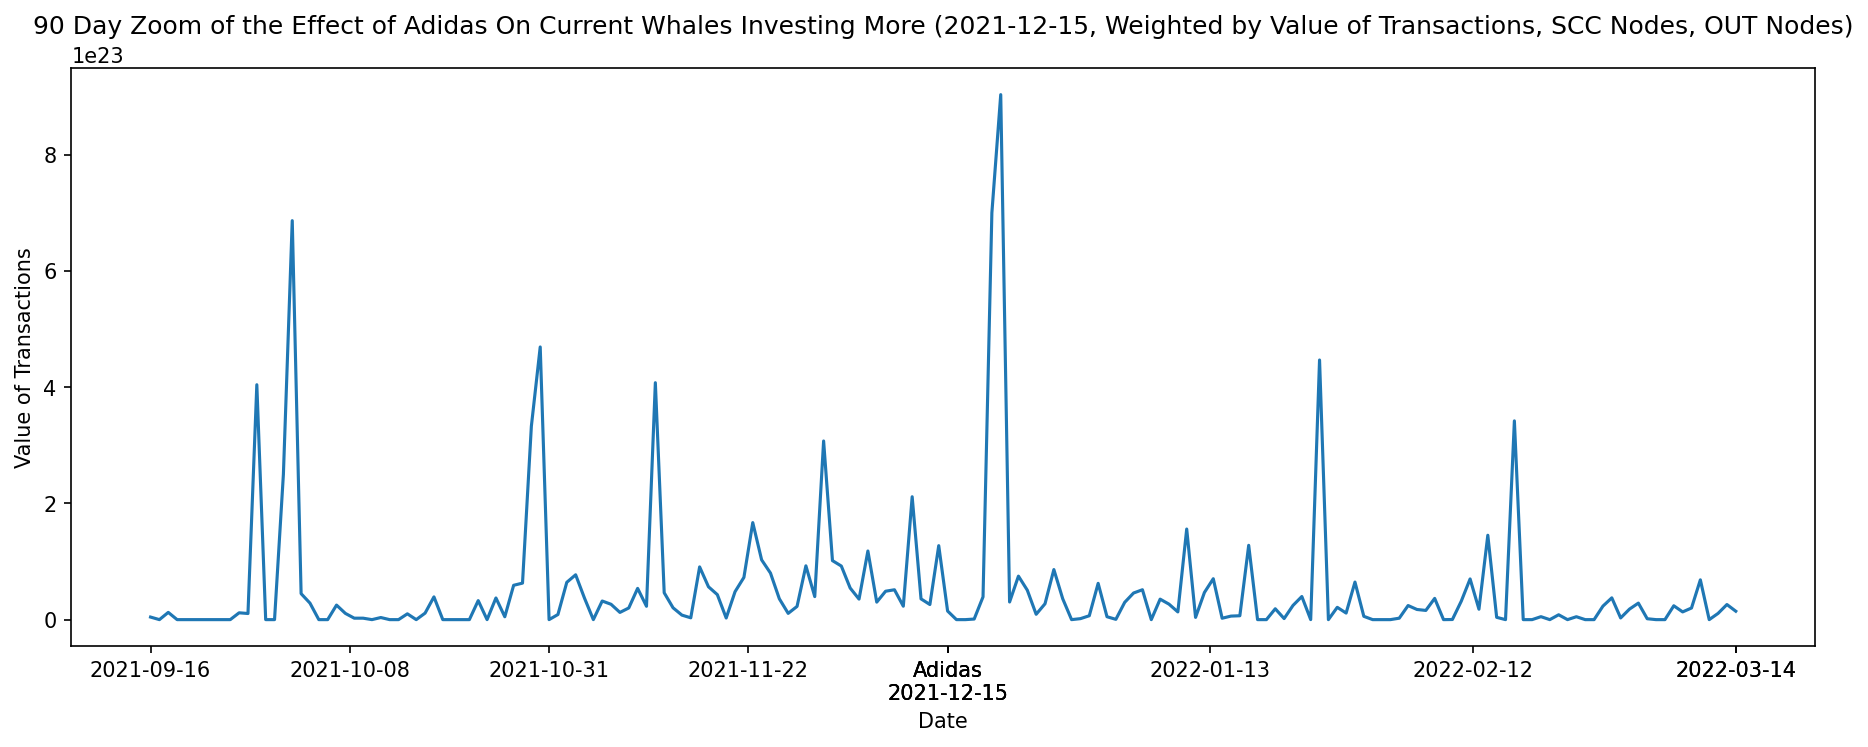 90 Day Zoom of the Effect of Adidas On Current Whales Investing More (2021-12-15, Weighted by Value of Transactions, SCC Nodes, OUT Nodes)
1e23
8
6
4
2
0
Value of Transactions
2021-09-16 2021-10-08 2021-10-31 2021-11-22 Adidas 2022-01-13 2022-02-12 2022-03-14
2021-12-15
Date